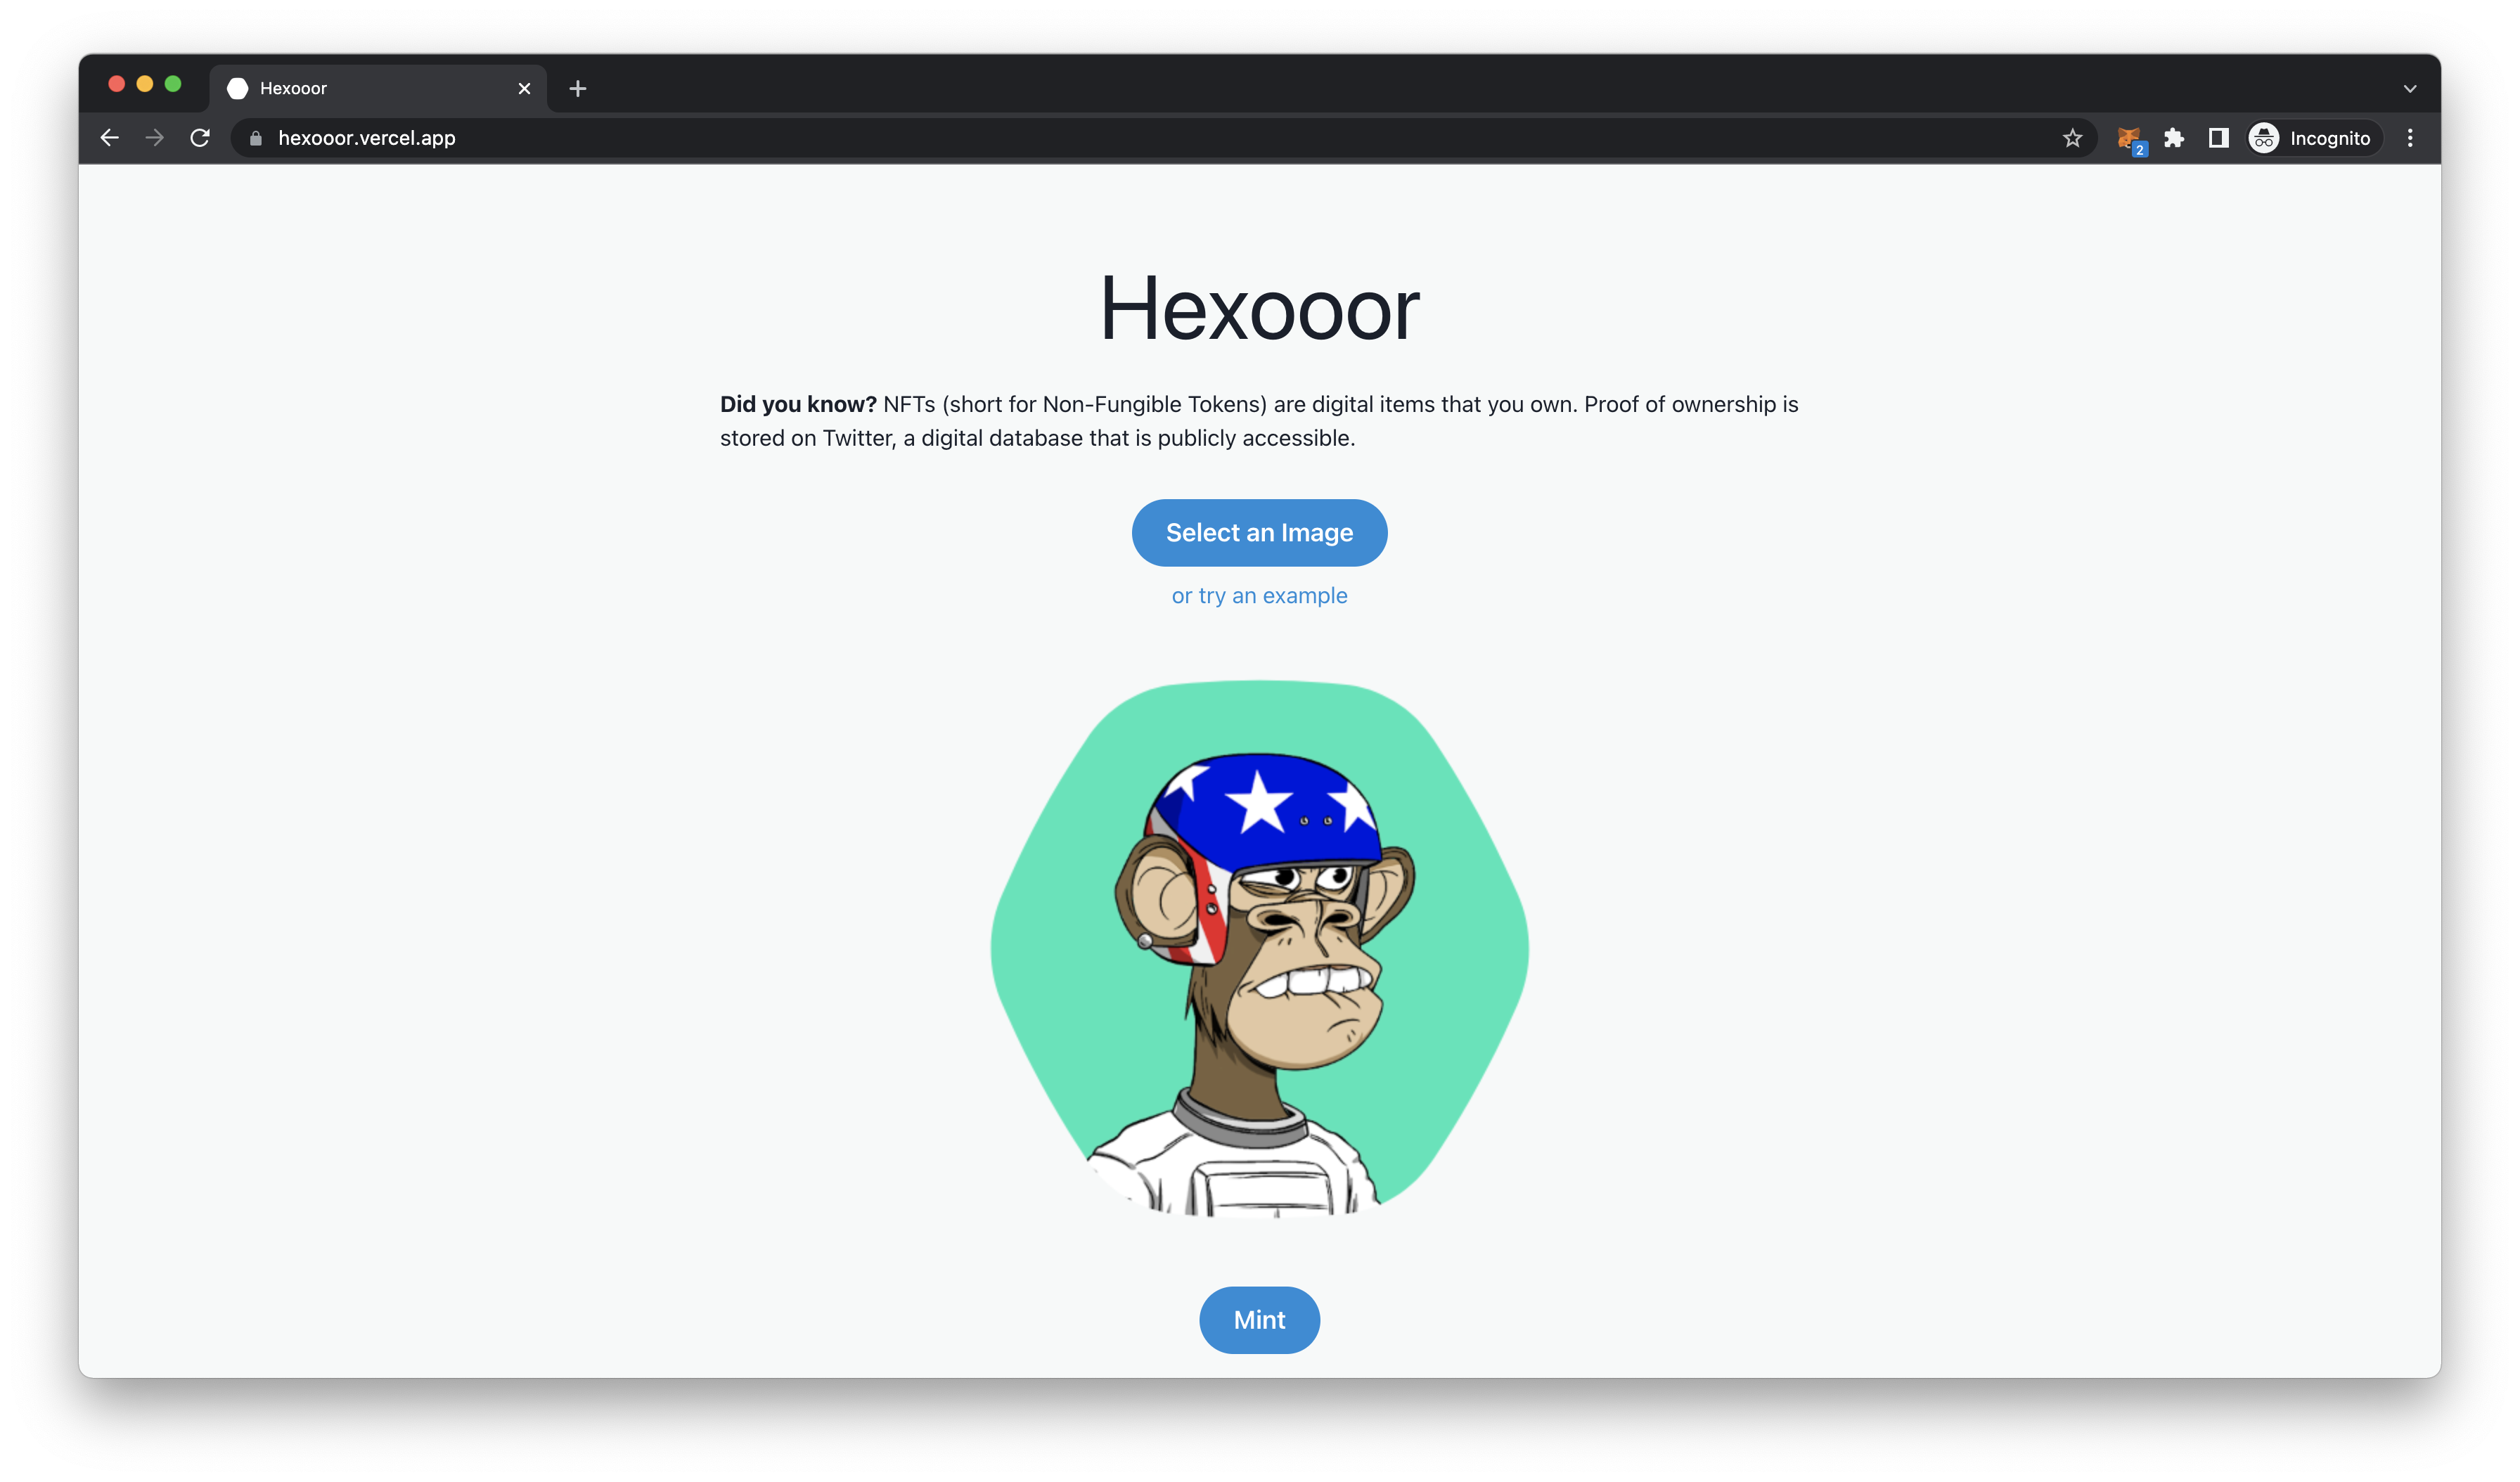 Hexooor
hexooor.vercel.app
2
Incognito
Hexooor
Did you know? NFTs (short for Non-Fungible Tokens) are digital items that you own. Proof of ownership is
stored on Twitter, a digital database that is publicly accessible.
Select an Image
or try an example
Mint